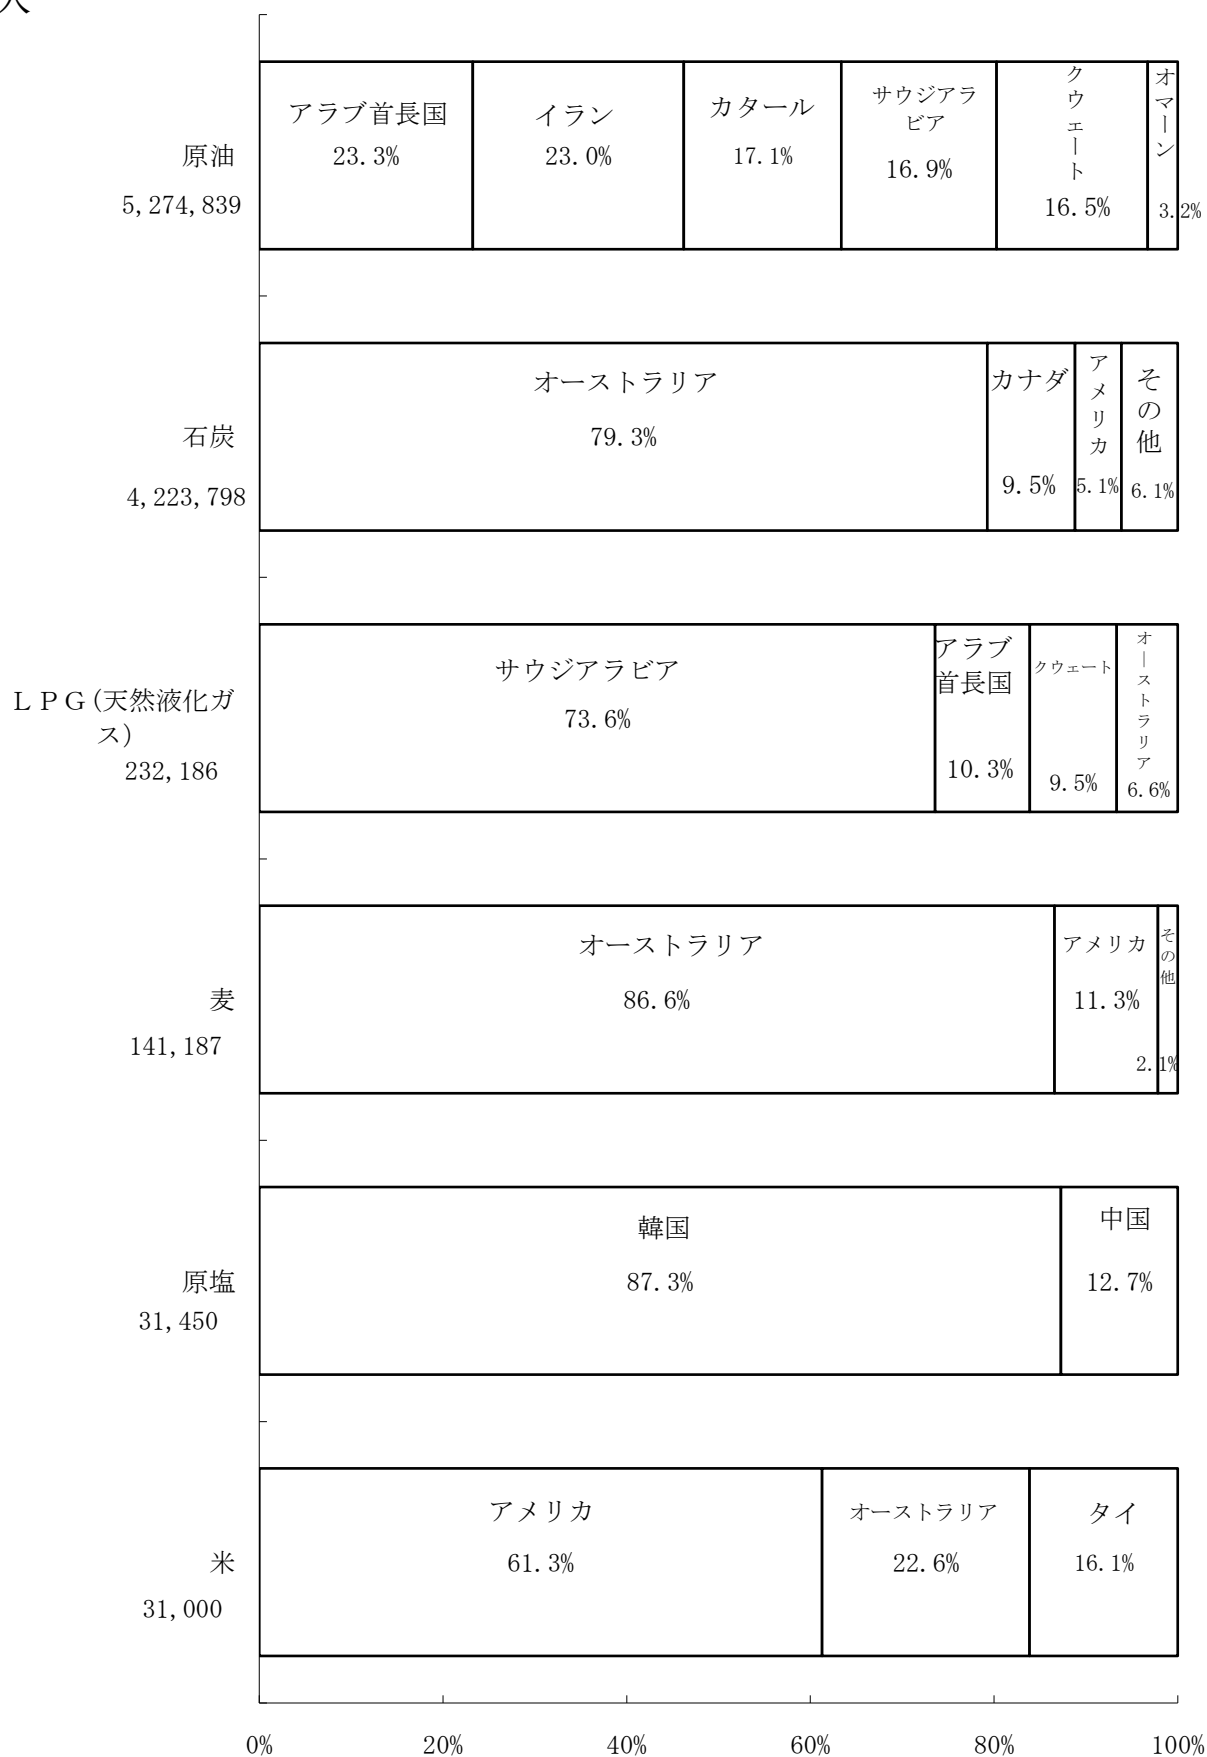 原油
5,274,839
アラブ首長国
23.3%
イラン
23.0%
カタール
17.1%
サウジアラ
ビア
16.9%
クウェート
16.5%
オマーン
3.2%
石炭
4,223,798
オーストラリア
79.3%
カナダ
9.5%
アメリカ
5.1%
その他
6.1%
ＬＰＧ(天然液化ガ
ス)
232,186
サウジアラビア
73.6%
アラブ
首長国
10.3%
クウェート
9.5%
オーストラリア
6.6%
麦
141,187
オーストラリア
86.6%
アメリカ
11.3%
その他
2.1%
原塩
31,450
韓国
87.3%
中国
12.7%
米
31,000
アメリカ
61.3%
オーストラリア
22.6%
タイ
16.1%
0% 20% 40% 60% 80% 100%